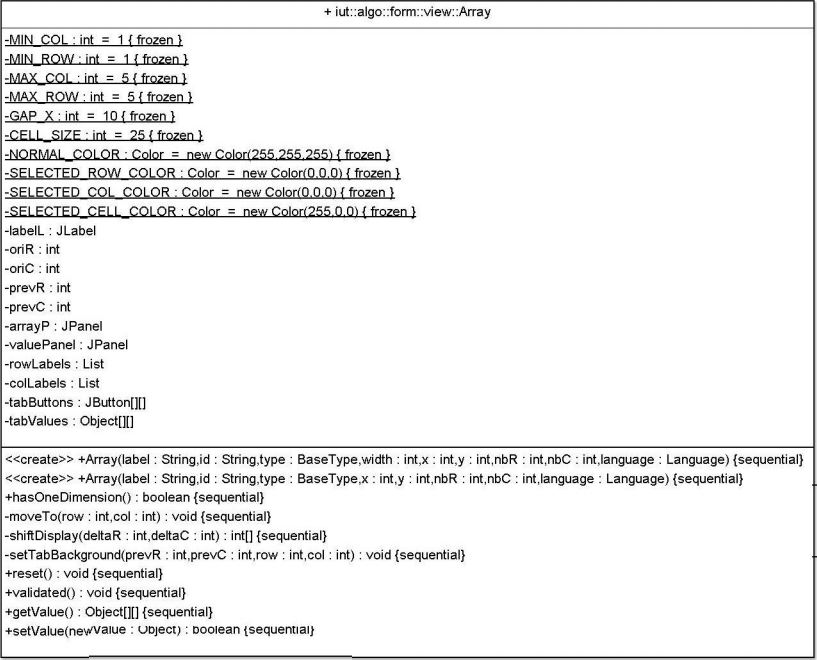 + iut::algo::form::view::Array
-MIN_COL : int = 1 { frozen }
-MIN_ROW : int = 1 { frozen }
-MAX_COL : int = 5 { frozen }
-MAX_ROW : int = 5 { frozen }
-GAP_X : int = 10 { frozen }
-CELL_SIZE : int = 25 { frozen }
-NORMAL_COLOR : Color = new Color(255,255,255) { frozen }
-SELECTED_ROW_COLOR : Color = new Color(0,0,0) { frozen }
-SELECTED_COL_COLOR : Color = new Color(0,0,0) { frozen }
-SELECTED_CELL_COLOR : Color = new Color(255,0,0) { frozen }
-labelL : JLabel
-oriR : int
-oriC : int
-prevR : int
-prevC : int
-arrayP : JPanel
-valuePanel : JPanel
-rowLabels : List
-colLabels : List
-tabButtons : JButton[][]
-tabValues : Object[][]
<<create>> +Array(label : String,id : String,type : BaseType,width : int,x : int,y : int,nbR : int,nbC : int,language : Language) {sequential}
<<create>> +Array(label : String,id : String,type : BaseType,x : int,y : int,nbR : int,nbC : int,language : Language) {sequential}
+hasOneDimension() : boolean {sequential}
-moveTo(row : int,col : int) : void {sequential}
-shiftDisplay(deltaR : int,deltaC : int) : int[] {sequential}
-setTabBackground(prevR : int,prevC : int,row : int,col : int) : void {sequential}
+reset() : void {sequential}
+validated() : void {sequential}
+getValue() : Object[][] {sequential}
+setValue(newValue : Object) : boolean {sequential}